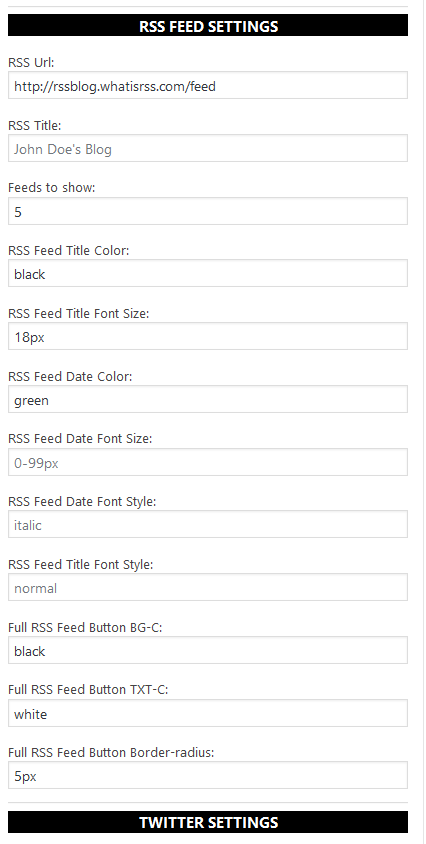 RSS FEED SETTINGS
RSS Url:
http://rssblog.whatisrss.com/feed
RSS Title:
John Doe's Blog
Feeds to show:
5
RSS Feed Title Color:
black
RSS Feed Title Font Size:
18px
RSS Feed Date Color:
green
RSS Feed Date Font Size:
0-99px
RSS Feed Date Font Style:
italic
RSS Feed Title Font Style:
normal
Full RSS Feed Button BG-C:
black
Full RSS Feed Button TXT-C:
white
Full RSS Feed Button Border-radius:
5px
TWITTER SETTINGS